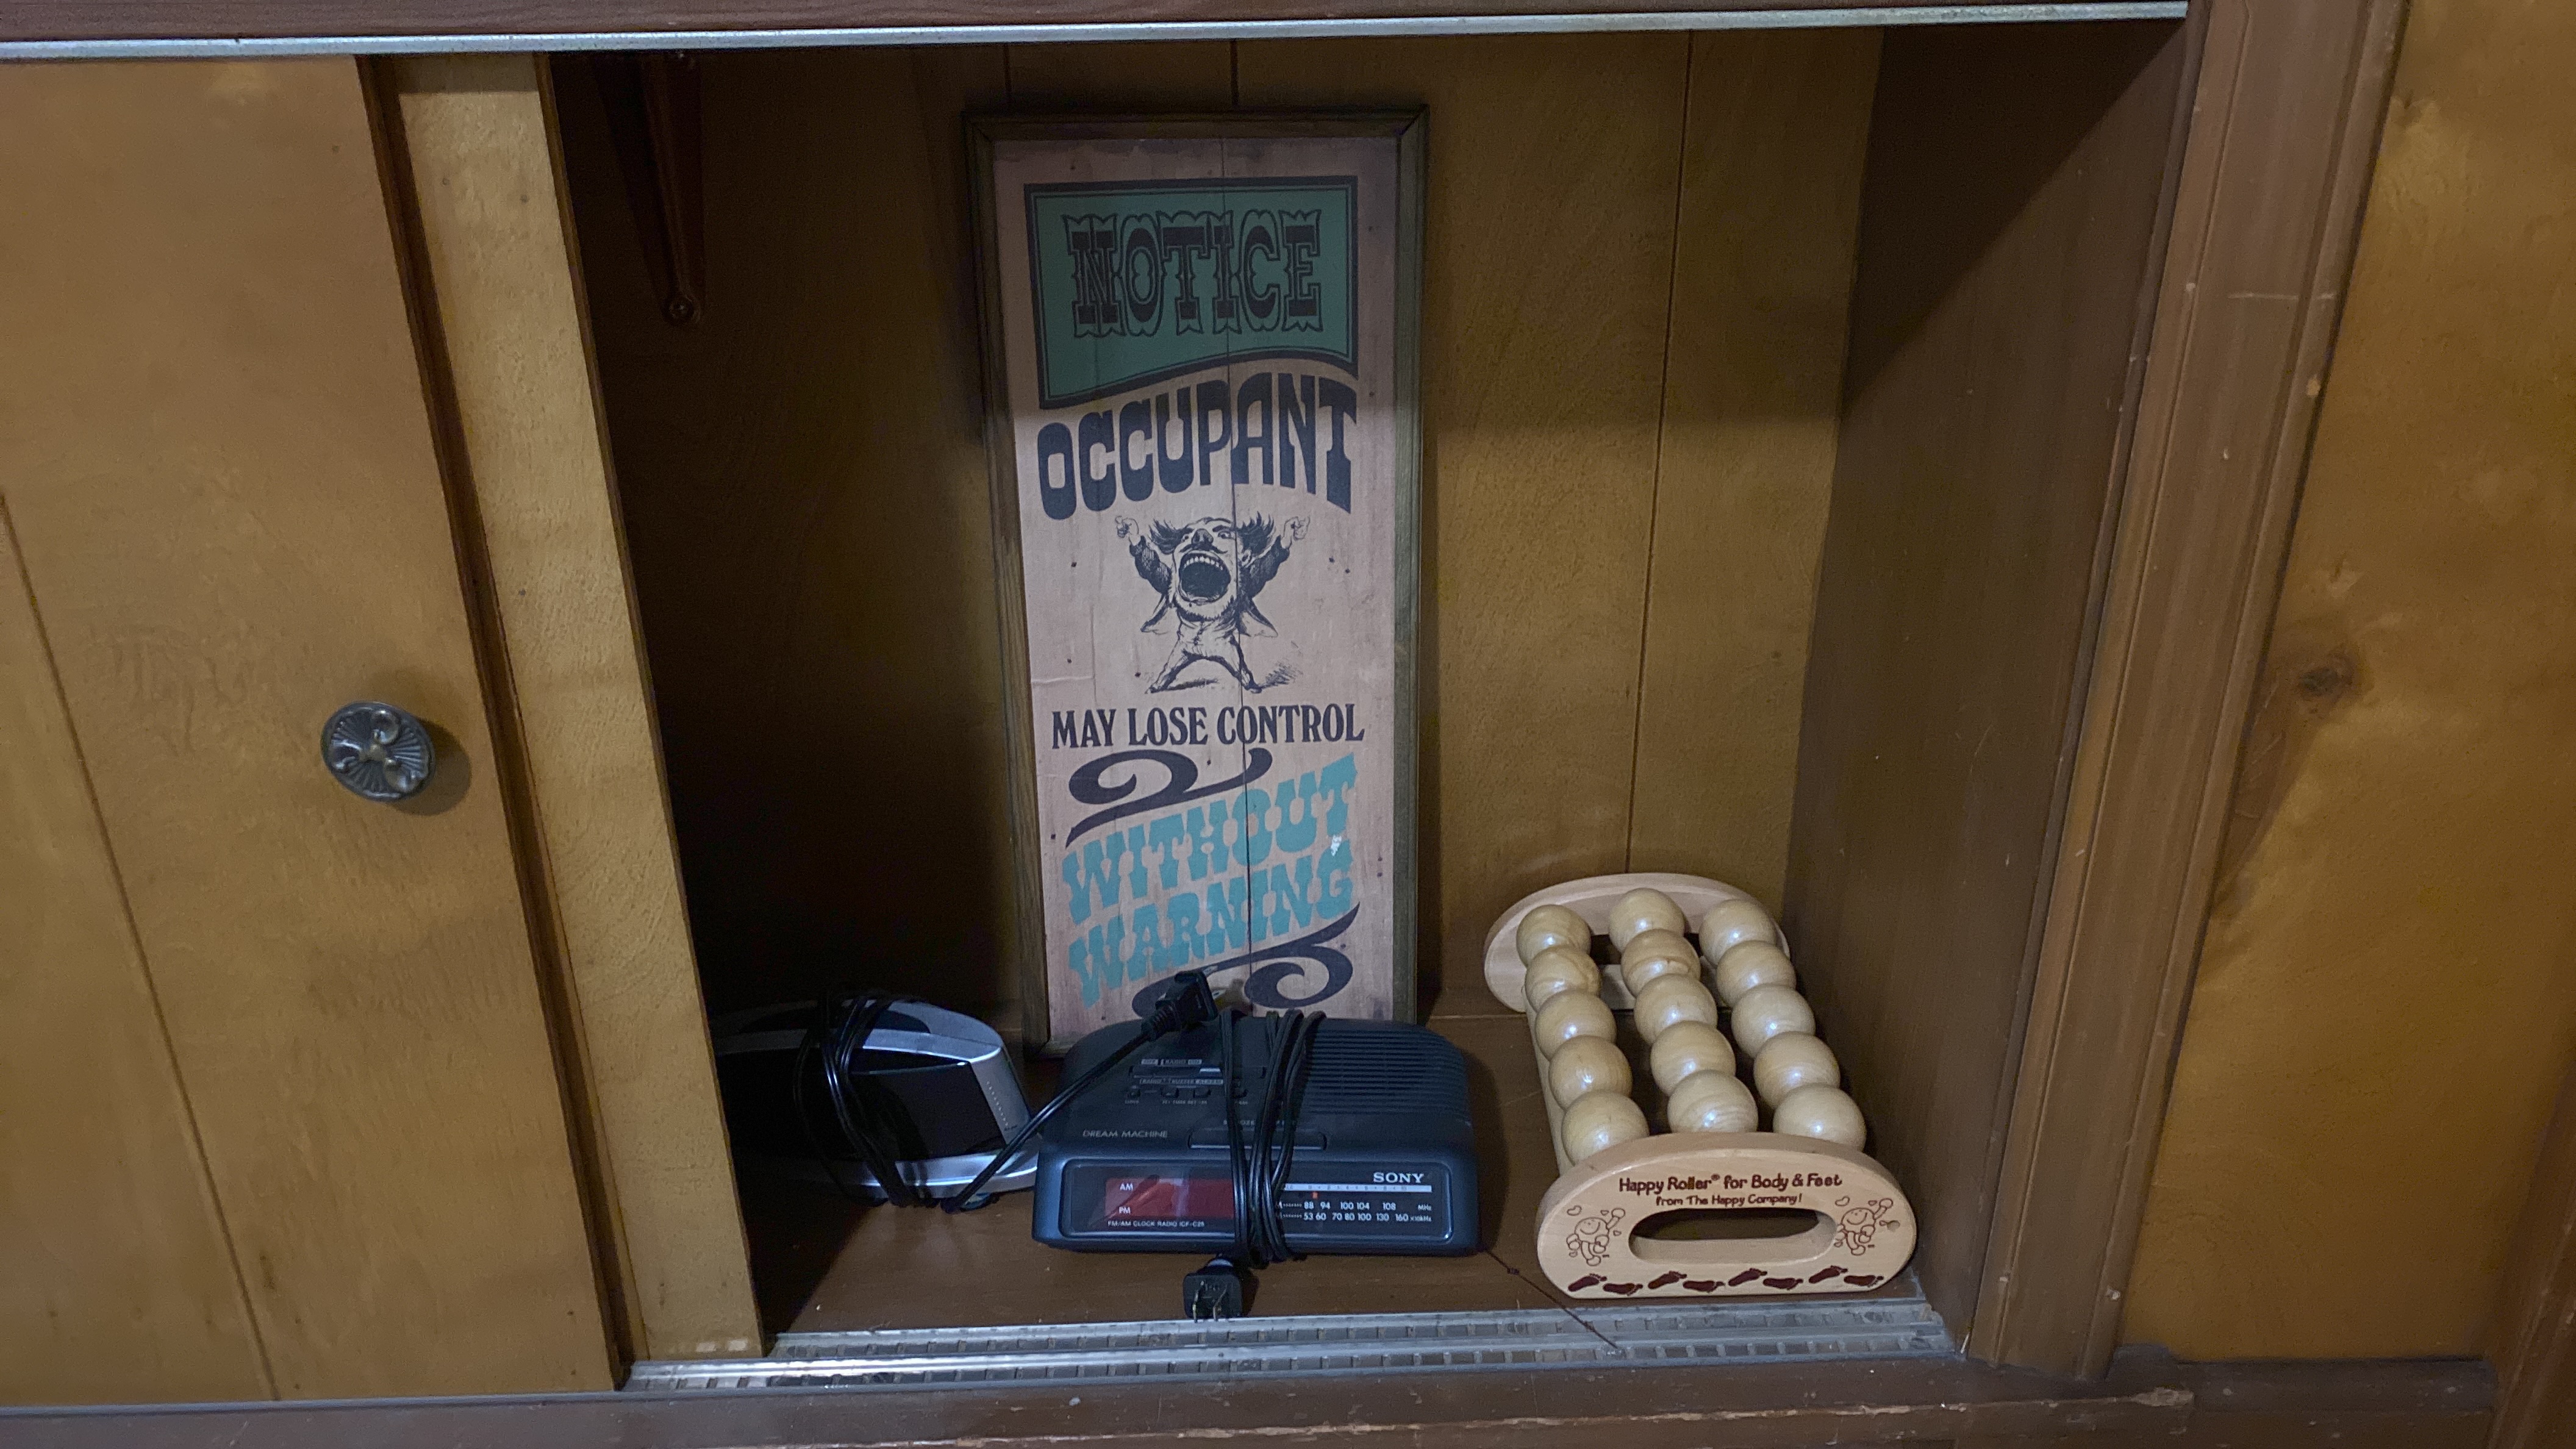 NOTICE
OCCUPANT
MAY LOSE CONTROL
WITHOUT
WARNING
DREAM MACHINE
SONY
AM
PM
88 94 100 104 108 MHz
53 60 70 80 100 130 160
FM/AM CLOCK RADIO ICF-C25
Happy Roller® for Body & Feet
from The Happy Company!